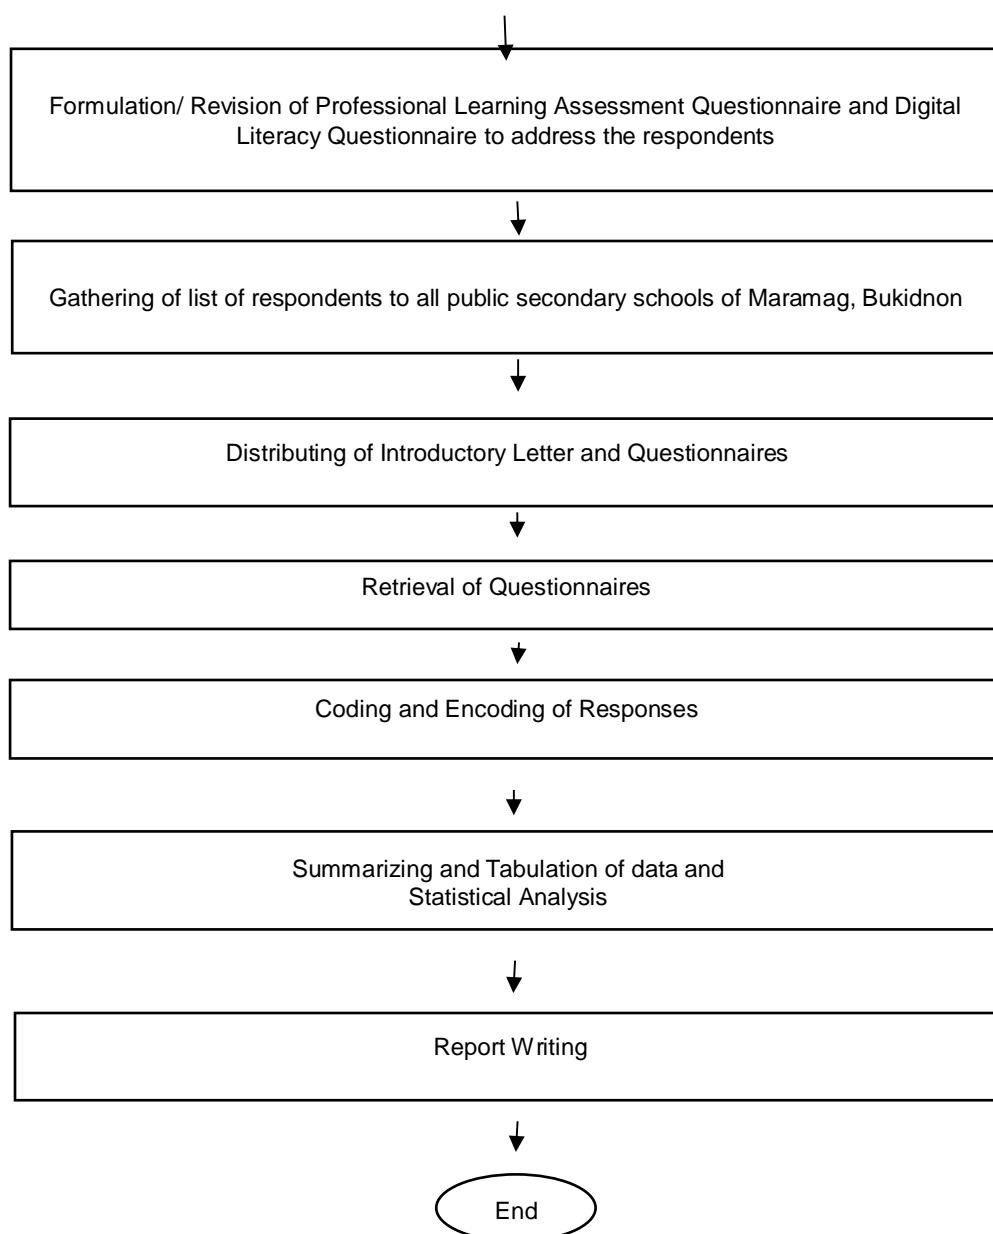 Formulation/ Revision of Professional Learning Assessment Questionnaire and Digital
Literacy Questionnaire to address the respondents
Gathering of list of respondents to all public secondary schools of Maramag, Bukidnon
Distributing of Introductory Letter and Questionnaires
Retrieval of Questionnaires
Coding and Encoding of Responses
Summarizing and Tabulation of data and
Statistical Analysis
Report Writing
End